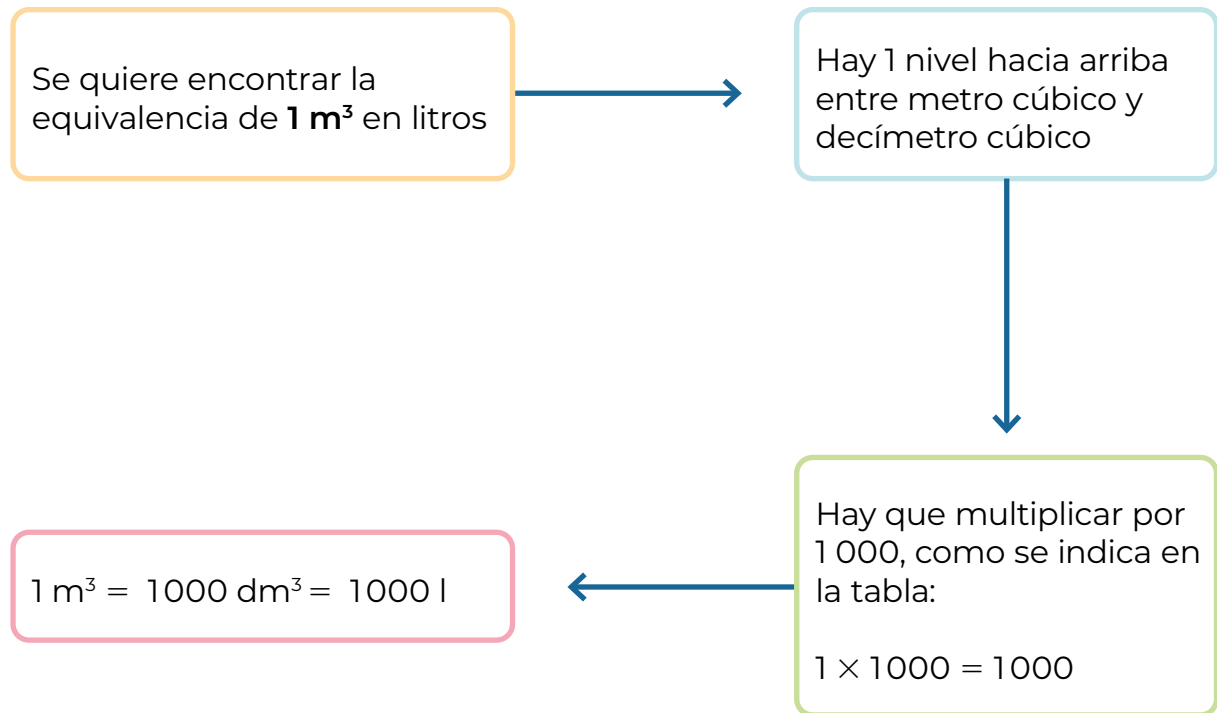 Se quiere encontrar la
equivalencia de 1 m³ en litros
Hay 1 nivel hacia arriba
entre metro cúbico y
decímetro cúbico
Hay que multiplicar por
1 000, como se indica en
la tabla:
1 × 1000 = 1000
1 m³ = 1000 dm³ = 1000 l